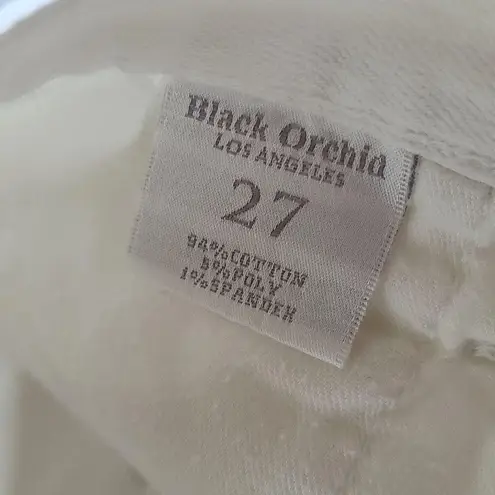 Black Orchid
LOS ANGELES
27
94%COTTON
5%POLY
1%SPANDEX